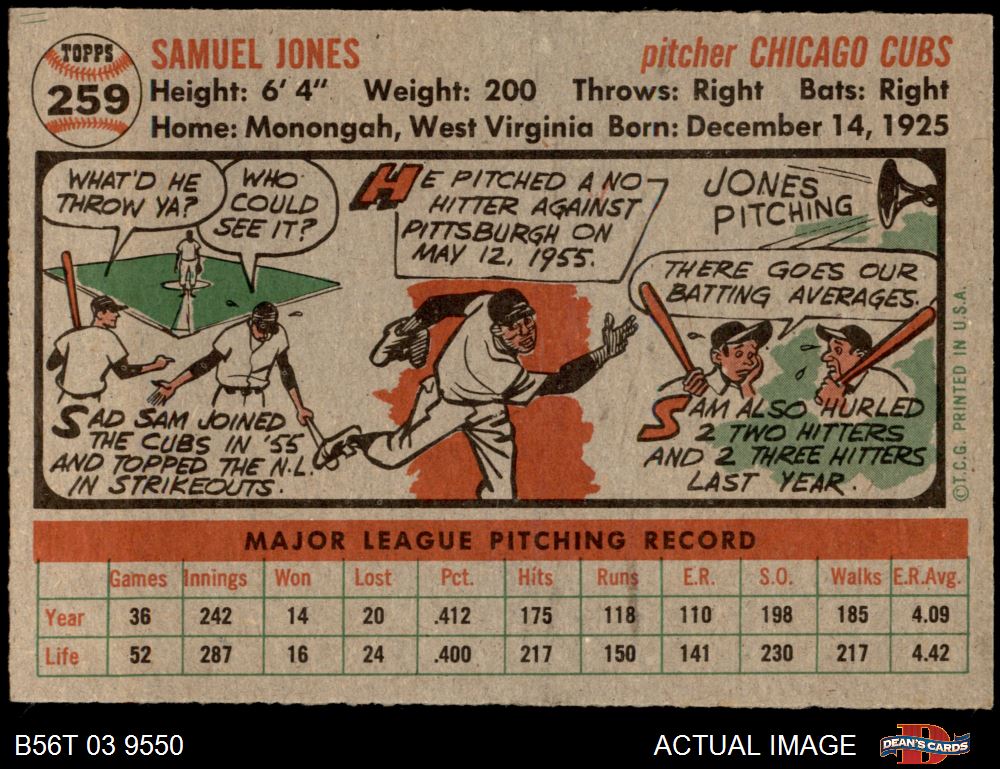 TOPPS
259
SAMUEL JONES
pitcher CHICAGO CUBS
Height: 6' 4" Weight: 200 Throws: Right Bats: Right
Home: Monongah, West Virginia Born: December 14, 1925
WHAT'D HE
THROW YA?
WHO
COULD
SEE IT?
SAD SAM JOINED
THE CUBS IN '55
AND TOPPED THE N.L.
IN STRIKEOUTS.
HE PITCHED A NO
HITTER AGAINST
PITTSBURGH ON
MAY 12, 1955.
JONES
PITCHING
THERE GOES OUR
BATTING AVERAGES.
SAM ALSO HURLED
2 TWO HITTERS
AND 2 THREE HITTERS
LAST YEAR.
©T.C.G. PRINTED IN U.S.A.
MAJOR LEAGUE PITCHING RECORD
Games Innings Won Lost Pct. Hits Runs E.R. S.O. Walks E.R.Avg.
Year 36 242 14 20 .412 175 118 110 198 185 4.09
Life 52 287 16 24 .400 217 150 141 230 217 4.42
B56T 03 9550
ACTUAL IMAGE
DEAN'S CARDS